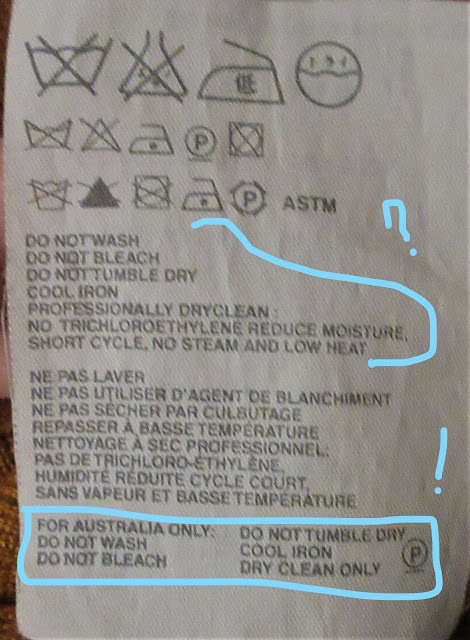 低
P
P ASTM
?
DO NOT WASH
DO NOT BLEACH
DO NOT TUMBLE DRY
COOL IRON
PROFESSIONALLY DRYCLEAN :
NO TRICHLOROETHYLENE REDUCE MOISTURE,
SHORT CYCLE, NO STEAM AND LOW HEAT
NE PAS LAVER
NE PAS UTILISER D'AGENT DE BLANCHIMENT
NE PAS SÉCHER PAR CULBUTAGE
REPASSER À BASSE TEMPÉRATURE
NETTOYAGE À SEC PROFESSIONNEL:
PAS DE TRICHLORO-ÉTHYLÈNE,
HUMIDITÉ RÉDUITE CYCLE COURT,
SANS VAPEUR ET BASSE TEMPÉRATURE
!
FOR AUSTRALIA ONLY:
DO NOT WASH
DO NOT BLEACH
DO NOT TUMBLE DRY
COOL IRON
DRY CLEAN ONLY
P